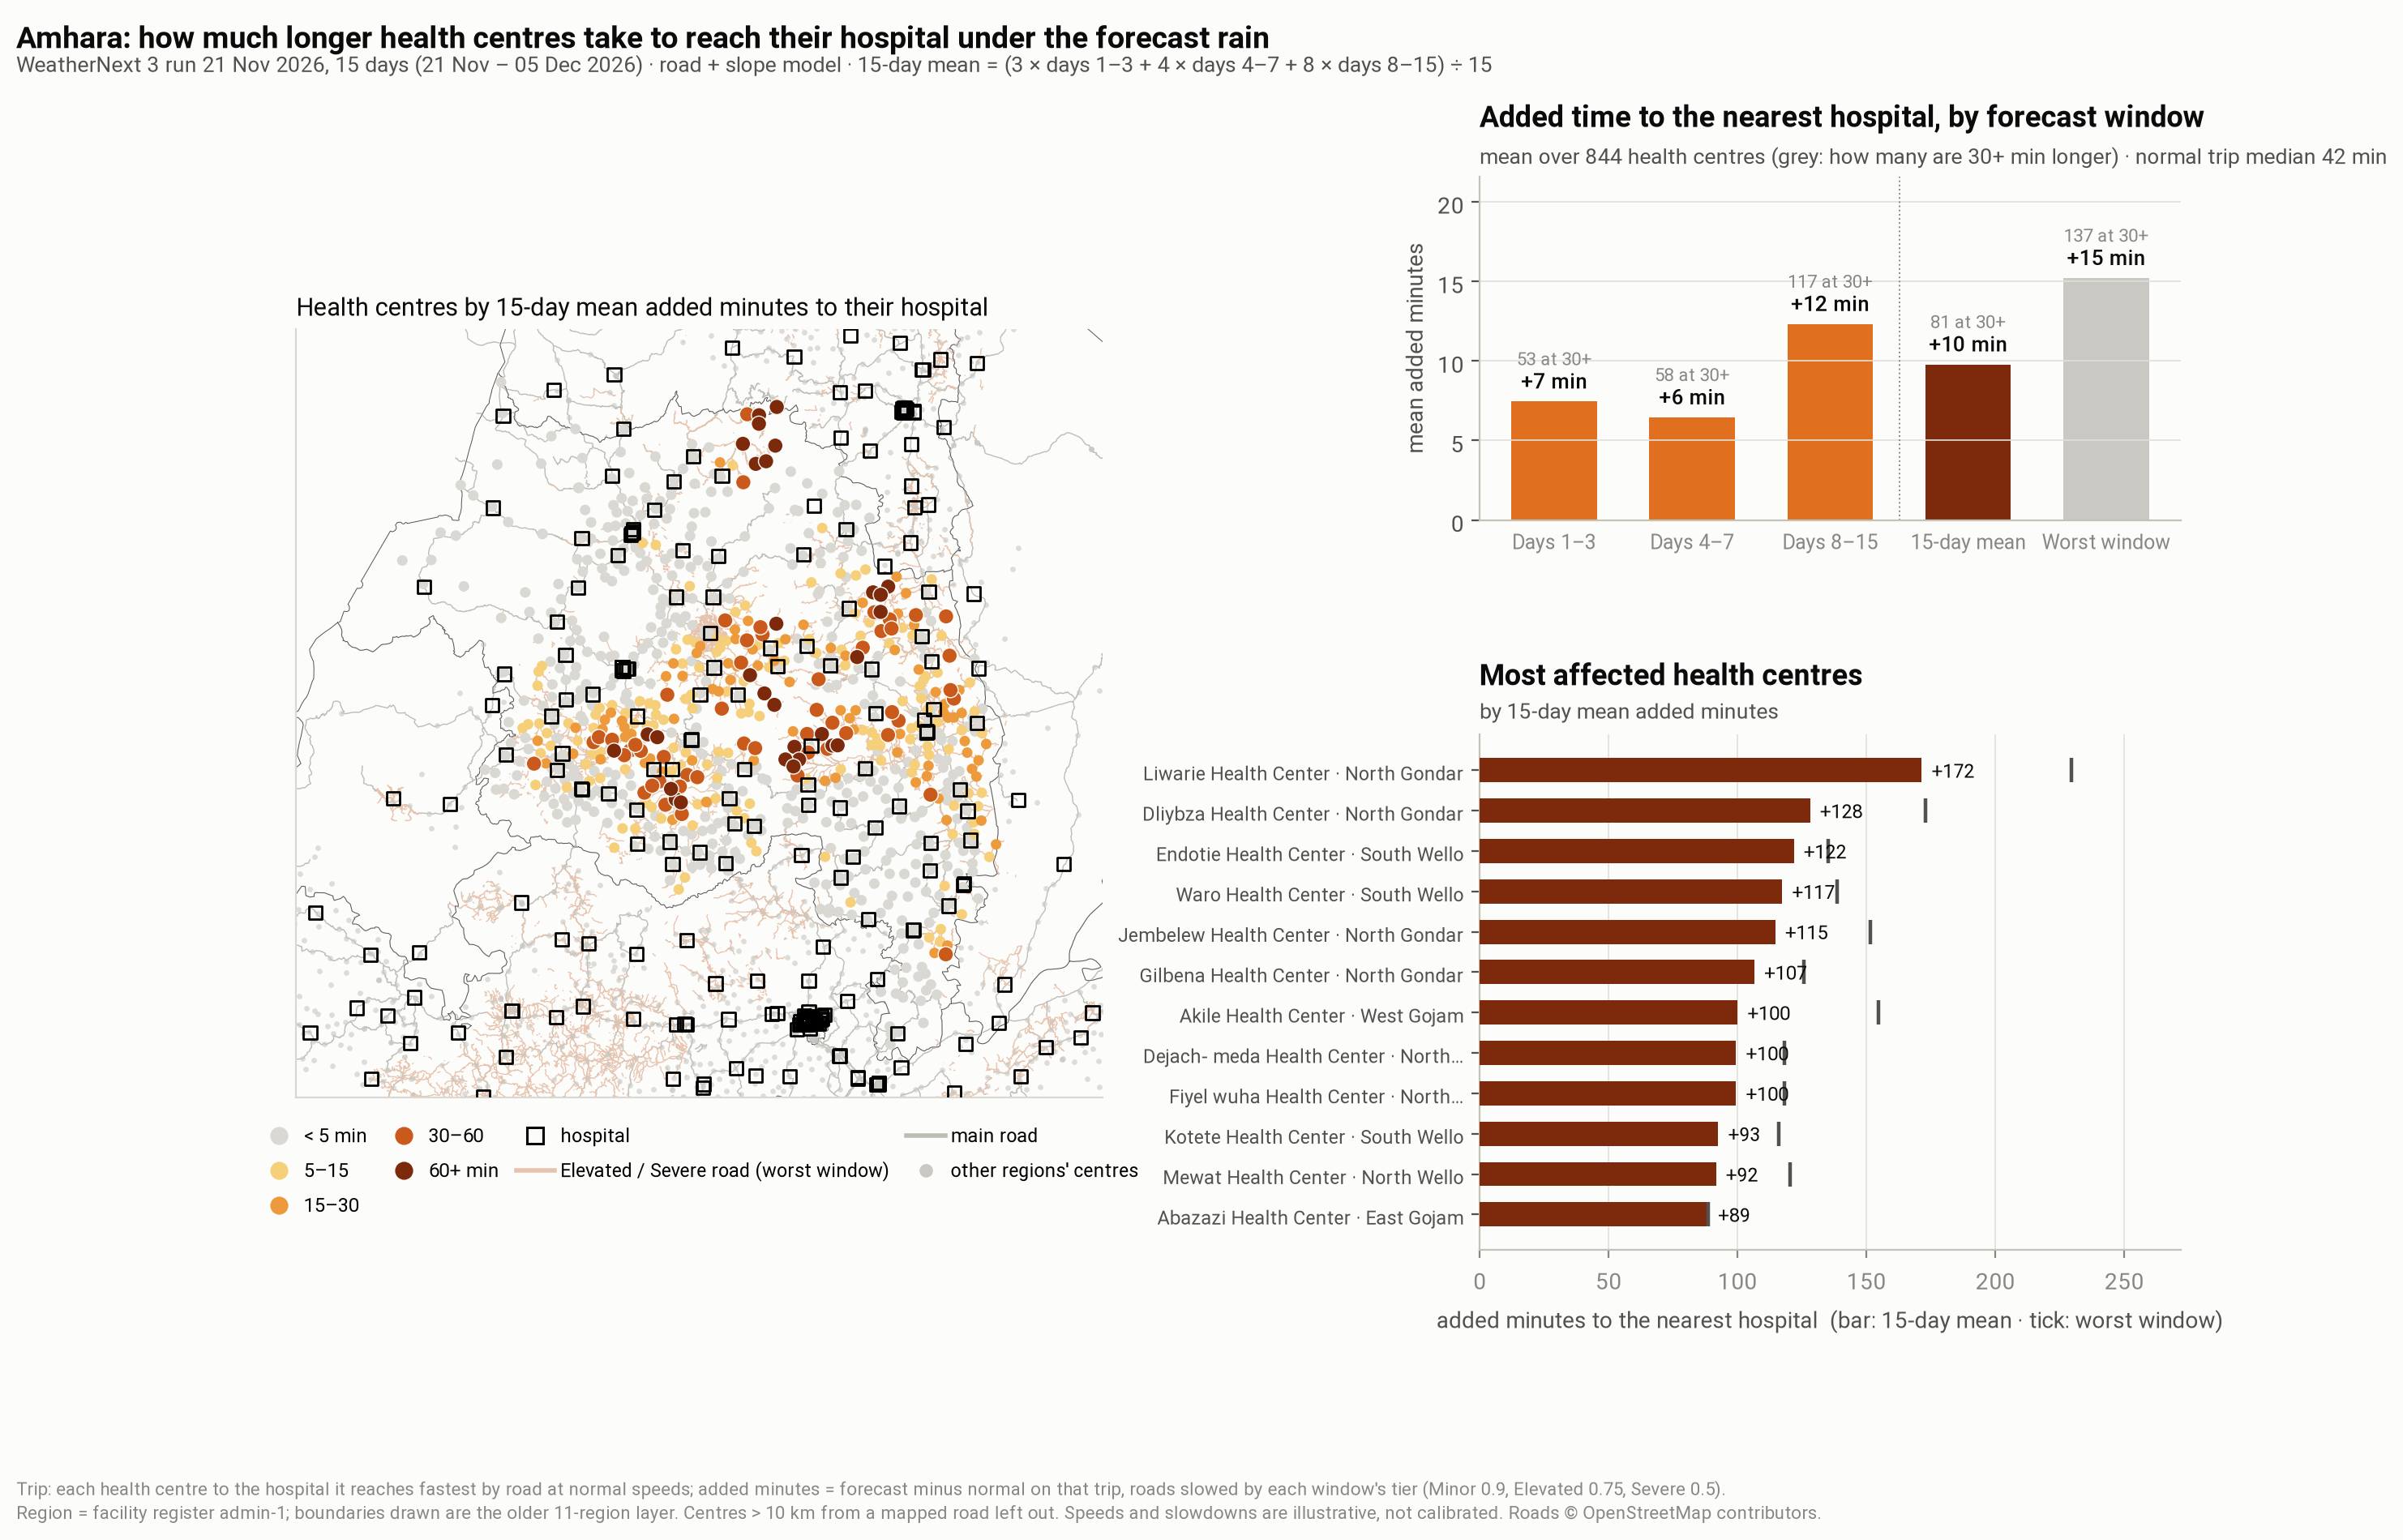 Amhara: how much longer health centres take to reach their hospital under the forecast rain
WeatherNext 3 run 21 Nov 2026, 15 days (21 Nov – 05 Dec 2026) · road + slope model · 15-day mean = (3 × days 1–3 + 4 × days 4–7 + 8 × days 8–15) ÷ 15
Health centres by 15-day mean added minutes to their hospital
< 5 min
5–15
15–30
30–60
60+ min
hospital
Elevated / Severe road (worst window)
main road
other regions' centres
Added time to the nearest hospital, by forecast window
mean over 844 health centres (grey: how many are 30+ min longer) · normal trip median 42 min
mean added minutes
20
15
10
5
0
53 at 30+
+7 min
58 at 30+
+6 min
117 at 30+
+12 min
81 at 30+
+10 min
137 at 30+
+15 min
Days 1–3
Days 4–7
Days 8–15
15-day mean
Worst window
Most affected health centres
by 15-day mean added minutes
Liwarie Health Center · North Gondar +172
Dliybza Health Center · North Gondar +128
Endotie Health Center · South Wello +122
Waro Health Center · South Wello +117
Jembelew Health Center · North Gondar +115
Gilbena Health Center · North Gondar +107
Akile Health Center · West Gojam +100
Dejach- meda Health Center · North... +100
Fiyel wuha Health Center · North... +100
Kotete Health Center · South Wello +93
Mewat Health Center · North Wello +92
Abazazi Health Center · East Gojam +89
0 50 100 150 200 250
added minutes to the nearest hospital (bar: 15-day mean · tick: worst window)
Trip: each health centre to the hospital it reaches fastest by road at normal speeds; added minutes = forecast minus normal on that trip, roads slowed by each window's tier (Minor 0.9, Elevated 0.75, Severe 0.5).
Region = facility register admin-1; boundaries drawn are the older 11-region layer. Centres > 10 km from a mapped road left out. Speeds and slowdowns are illustrative, not calibrated. Roads © OpenStreetMap contributors.